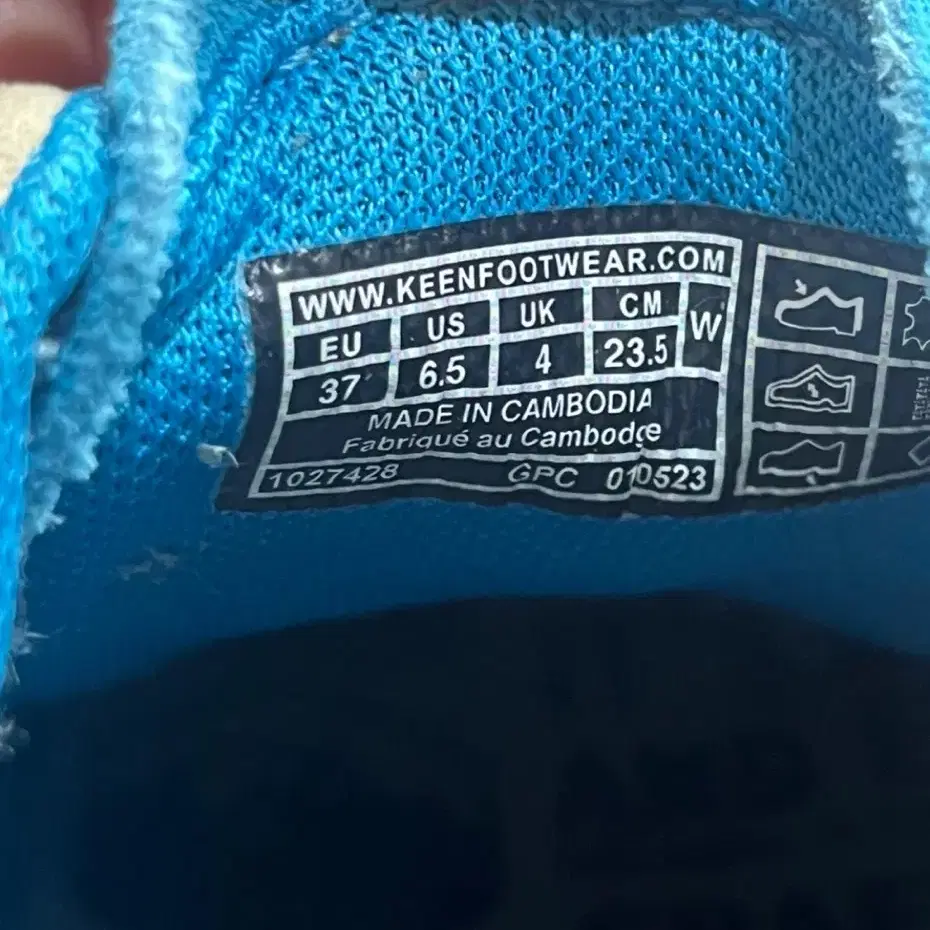 WWW.KEENFOOTWEAR.COM
EU US UK CM W
37 6.5 4 23.5
MADE IN CAMBODIA
Fabriqué au Cambodge
1027428 GPC 010523